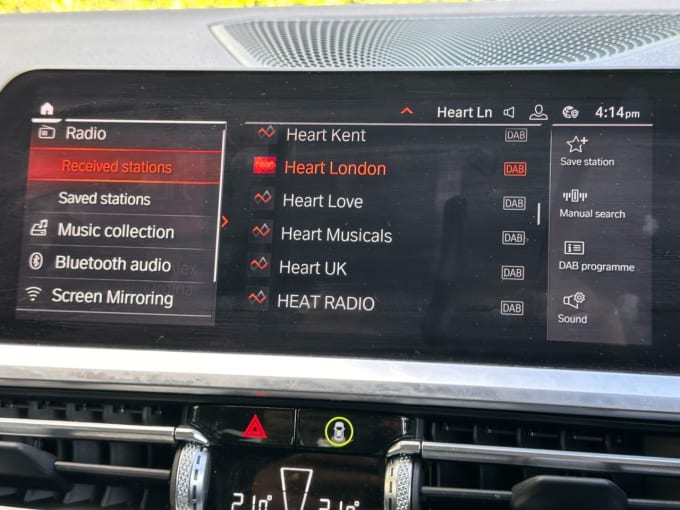 Heart Ln
4:14pm
Radio
Received stations
Saved stations
Music collection
Bluetooth audio
Screen Mirroring
Heart Kent DAB
Heart London DAB
Heart Love DAB
Heart Musicals DAB
Heart UK DAB
HEAT RADIO DAB
Save station
Manual search
DAB programme
Sound